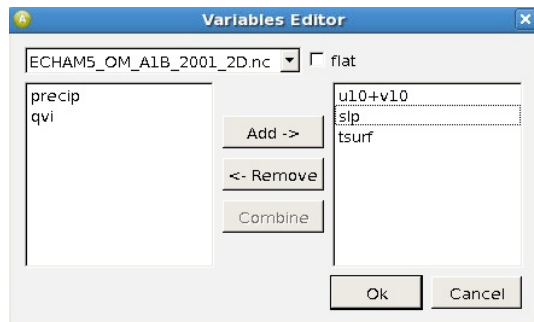 Variables Editor
ECHAM5_OM_A1B_2001_2D.nc
flat
precip
qvi
Add ->
<- Remove
Combine
u10+v10
slp
tsurf
Ok
Cancel